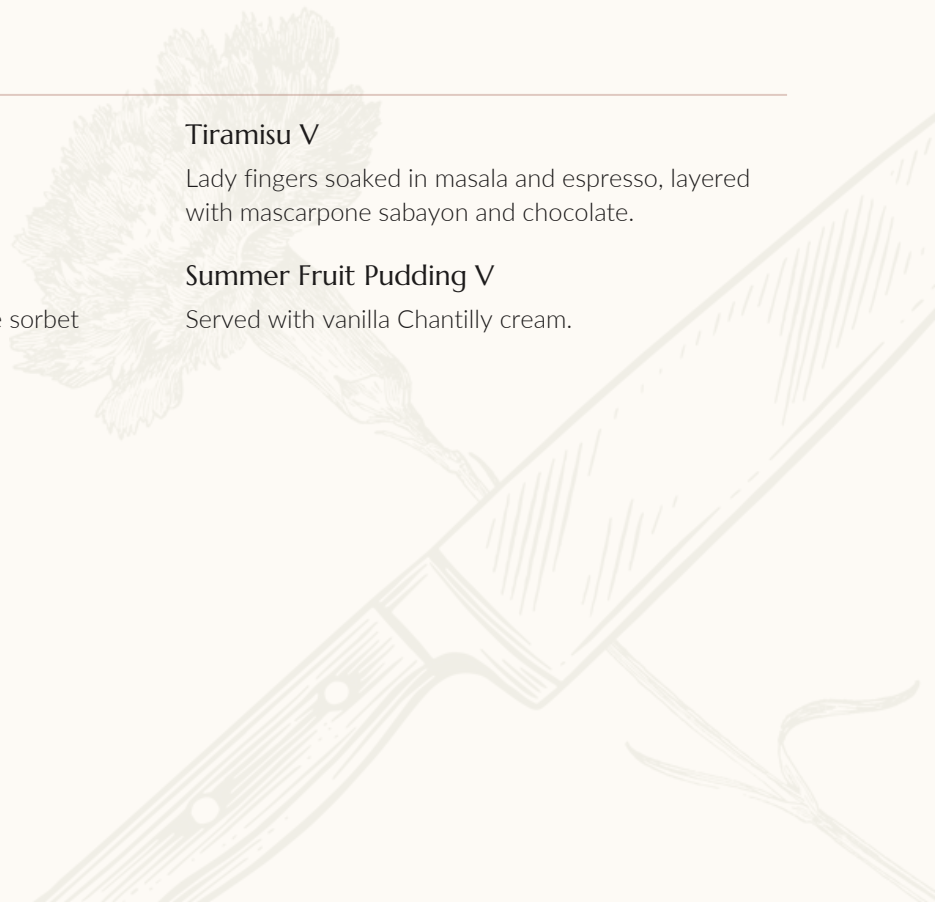 Tiramisu V
Lady fingers soaked in masala and espresso, layered
with mascarpone sabayon and chocolate.
Summer Fruit Pudding V
sorbet
Served with vanilla Chantilly cream.